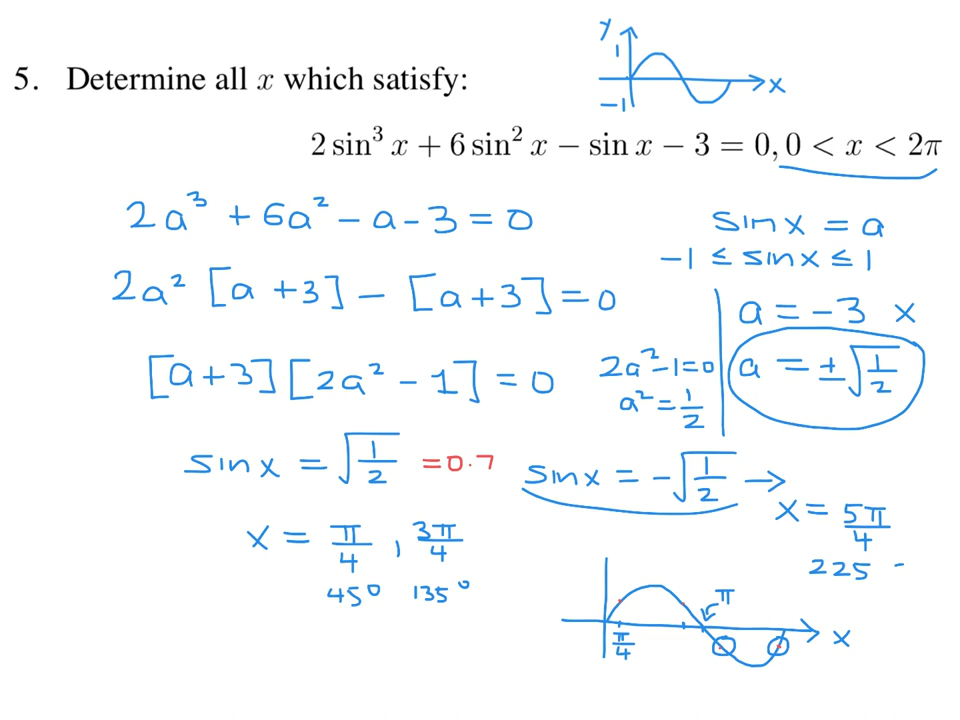 y
1
-1
x
5. Determine all x which satisfy:
2 sin³ x + 6 sin² x − sin x − 3 = 0, 0 < x < 2π
2a³ + 6a² - a - 3 = 0
sin x = a
-1 ≤ sin x ≤ 1
2a² [a + 3] - [a + 3] = 0
a = -3 ×
[a + 3] [2a² - 1] = 0
2a² - 1 = 0
a² = 1/2
a = ±√(1/2)
sin x = √(1/2) = 0.7
x = π/4 , 3π/4
45° 135°
sin x = -√(1/2) →
x = 5π/4
225 -
π
π/4
x